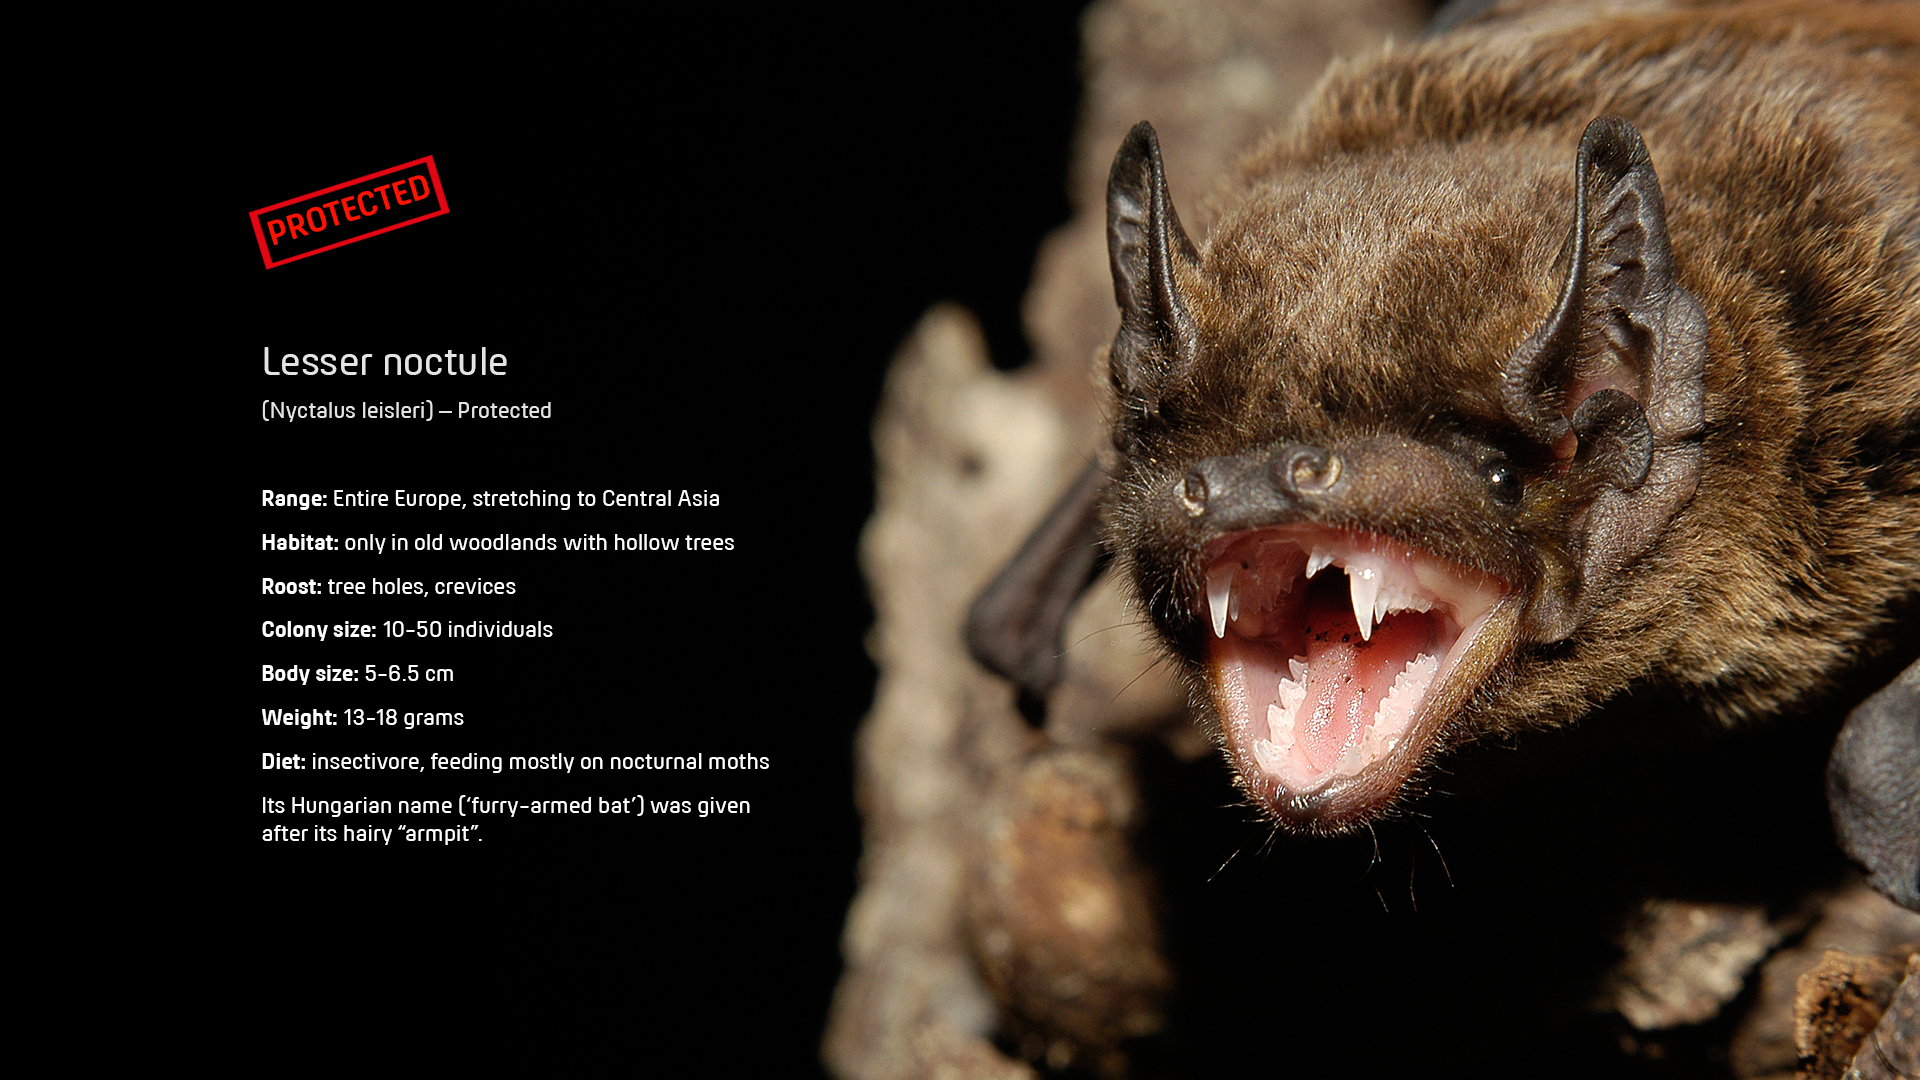 PROTECTED
Lesser noctule
(Nyctalus leisleri) – Protected
Range: Entire Europe, stretching to Central Asia
Habitat: only in old woodlands with hollow trees
Roost: tree holes, crevices
Colony size: 10-50 individuals
Body size: 5-6.5 cm
Weight: 13-18 grams
Diet: insectivore, feeding mostly on nocturnal moths
Its Hungarian name (‘furry-armed bat’) was given
after its hairy “armpit”.